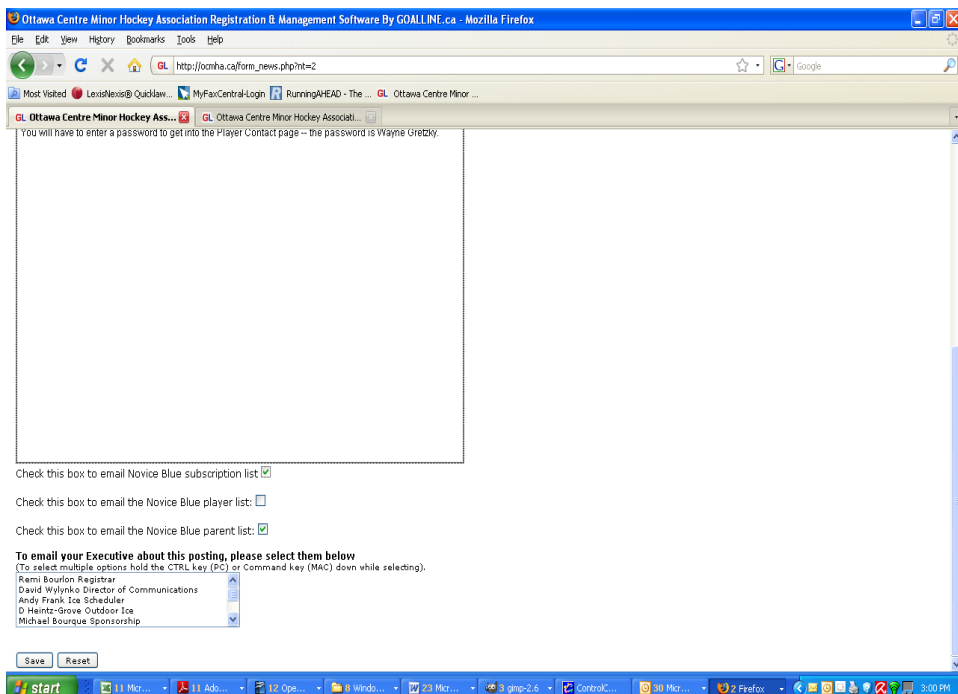 Ottawa Centre Minor Hockey Association Registration & Management Software By GOALLINE.ca - Mozilla Firefox
File Edit View History Bookmarks Tools Help
GL http://ocmha.ca/form_news.php?nt=2 G Google
Most Visited LexisNexis® Quicklaw... MyFaxCentral-Login R RunningAHEAD - The ... GL Ottawa Centre Minor ...
GL Ottawa Centre Minor Hockey Ass... GL Ottawa Centre Minor Hockey Associati...
You will have to enter a password to get into the Player Contact page -- the password is Wayne Gretzky.
Check this box to email Novice Blue subscription list
Check this box to email the Novice Blue player list:
Check this box to email the Novice Blue parent list:
To email your Executive about this posting, please select them below
(To select multiple options hold the CTRL key (PC) or Command key (MAC) down while selecting).
Remi Bourlon Registrar
David Wylynko Director of Communications
Andy Frank Ice Scheduler
D Heintz-Grove Outdoor Ice
Michael Bourque Sponsorship
Save Reset
start 11 Micr... 11 Ado... 12 Ope... 8 Windo... 23 Micr... 3 gimp-2.6 ControlC... 30 Micr... 2 Firefox 3:00 PM